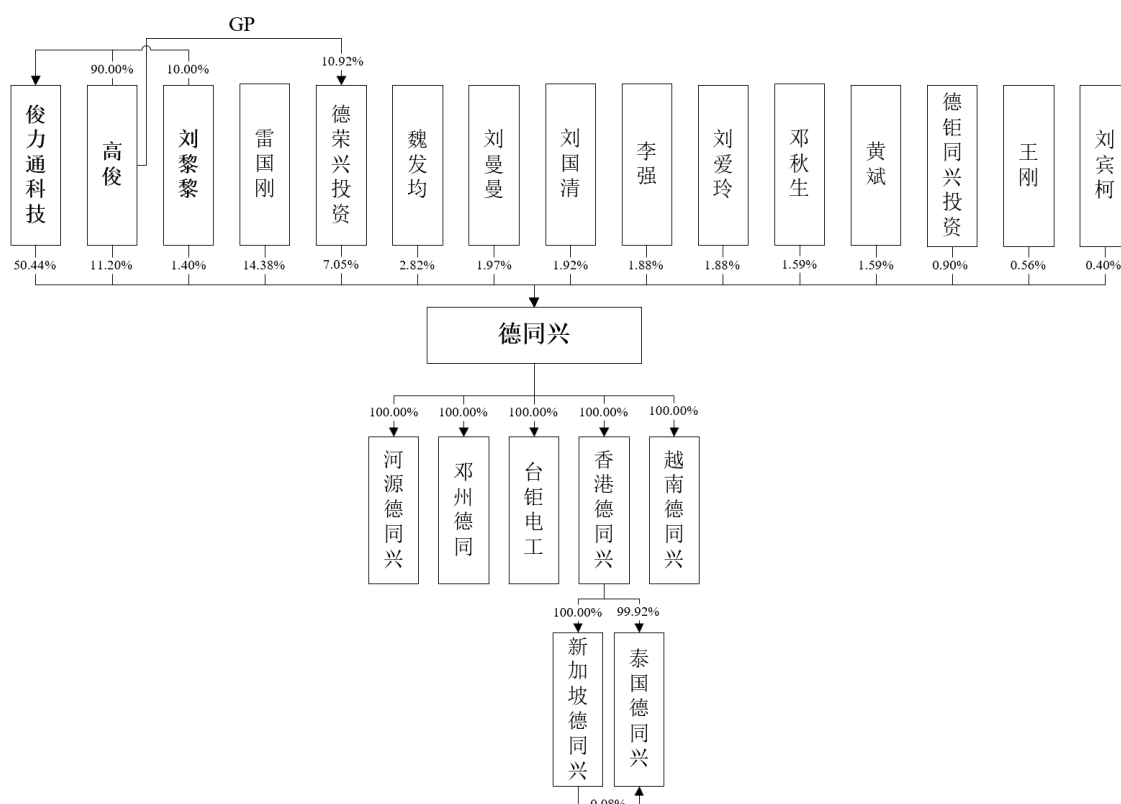 GP
90.00%
10.00%
10.92%
俊力通科技
高俊
刘黎黎
雷国刚
德荣兴投资
魏发均
刘曼曼
刘国清
李强
刘爱玲
邓秋生
黄斌
德钜同兴投资
王刚
刘宾柯
50.44%
11.20%
1.40%
14.38%
7.05%
2.82%
1.97%
1.92%
1.88%
1.88%
1.59%
1.59%
0.90%
0.56%
0.40%
德同兴
100.00%
100.00%
100.00%
100.00%
100.00%
河源德同兴
邓州德同
台钜电工
香港德同兴
越南德同兴
100.00%
99.92%
新加坡德同兴
泰国德同兴
0.08%